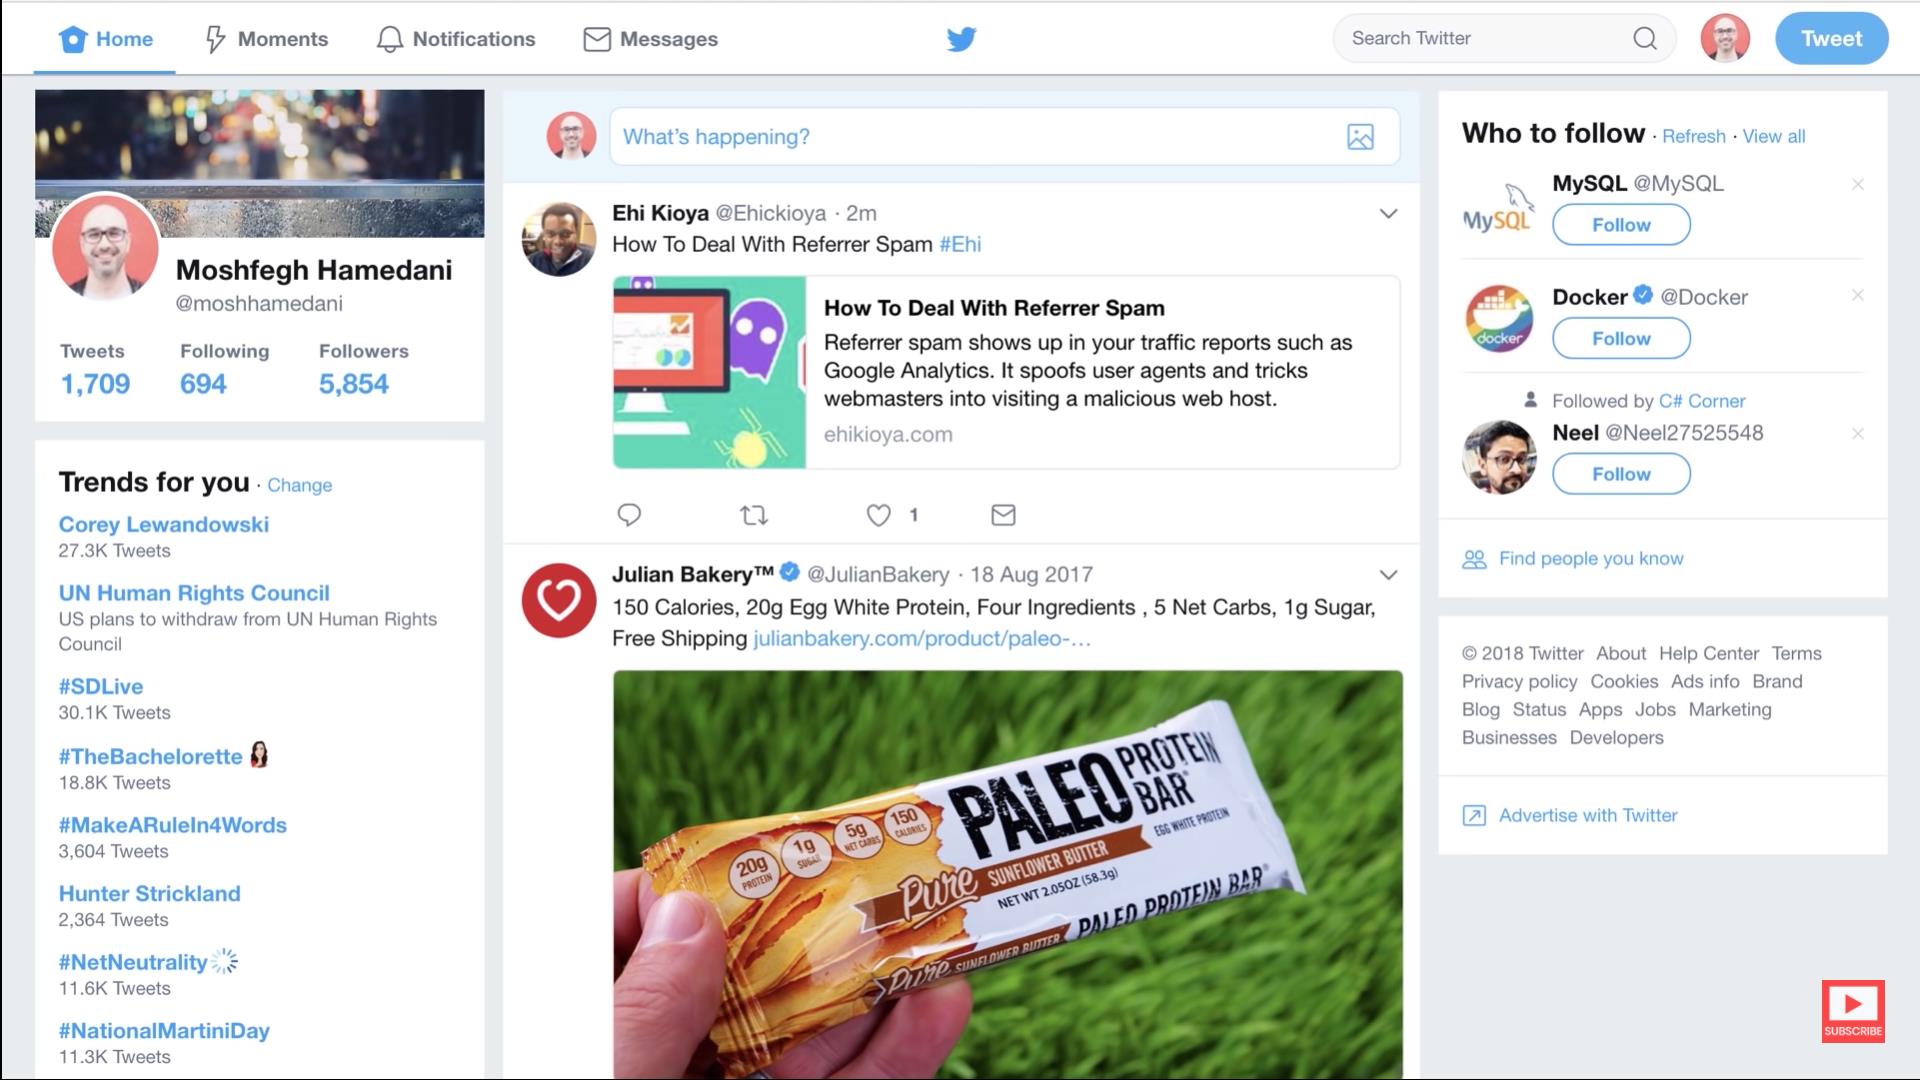 Home
Moments
Notifications
Messages
Search Twitter
Tweet
Moshfegh Hamedani
@moshhamedani
Tweets Following Followers
1,709 694 5,854
Trends for you · Change
Corey Lewandowski
27.3K Tweets
UN Human Rights Council
US plans to withdraw from UN Human Rights
Council
#SDLive
30.1K Tweets
#TheBachelorette
18.8K Tweets
#MakeARuleIn4Words
3,604 Tweets
Hunter Strickland
2,364 Tweets
#NetNeutrality
11.6K Tweets
#NationalMartiniDay
11.3K Tweets
What's happening?
Ehi Kioya @Ehickioya · 2m
How To Deal With Referrer Spam #Ehi
How To Deal With Referrer Spam
Referrer spam shows up in your traffic reports such as
Google Analytics. It spoofs user agents and tricks
webmasters into visiting a malicious web host.
ehikioya.com
1
Julian Bakery™ @JulianBakery · 18 Aug 2017
150 Calories, 20g Egg White Protein, Four Ingredients , 5 Net Carbs, 1g Sugar,
Free Shipping julianbakery.com/product/paleo-…
20g
PROTEIN
1g
SUGAR
5g
NET CARBS
150
CALORIES
PALEO PROTEIN
BAR
EGG WHITE PROTEIN
Pure SUNFLOWER BUTTER
NET WT 2.05OZ (58.3g)
PALEO PROTEIN BAR
Pure SUNFLOWER BUTTER
Who to follow · Refresh · View all
MySQL
MySQL @MySQL
Follow
docker
Docker @Docker
Follow
Followed by C# Corner
Neel @Neel27525548
Follow
Find people you know
© 2018 Twitter About Help Center Terms
Privacy policy Cookies Ads info Brand
Blog Status Apps Jobs Marketing
Businesses Developers
Advertise with Twitter
SUBSCRIBE